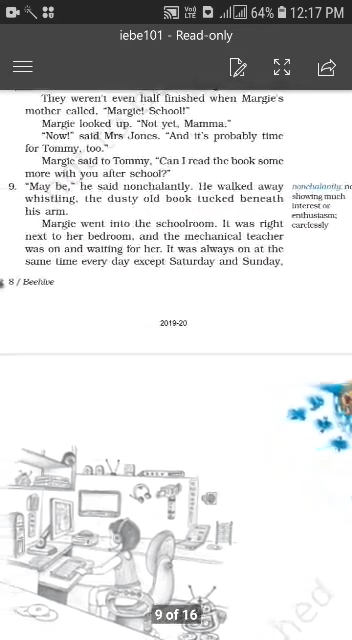 64% 12:17 PM
iebe101 - Read-only
They weren't even half finished when Margie's
mother called, "Margie! School!"
Margie looked up. "Not yet, Mamma."
"Now!" said Mrs Jones. "And it's probably time
for Tommy, too."
Margie said to Tommy, "Can I read the book some
more with you after school?"
9. "May be," he said nonchalantly. He walked away
whistling, the dusty old book tucked beneath
his arm.
nonchalantly: no
showing much
interest or
enthusiasm;
carelessly
Margie went into the schoolroom. It was right
next to her bedroom, and the mechanical teacher
was on and waiting for her. It was always on at the
same time every day except Saturday and Sunday,
8 / Beehive
2019-20
9 of 16
hed